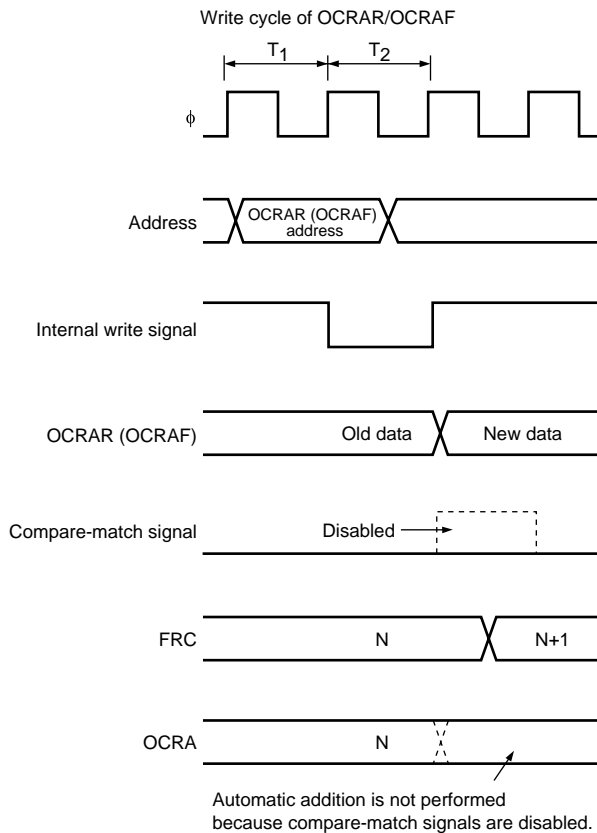 Write cycle of OCRAR/OCRAF
T1 T2
ϕ
Address
OCRAR (OCRAF)
address
Internal write signal
OCRAR (OCRAF) Old data New data
Compare-match signal Disabled
FRC N N+1
OCRA N
Automatic addition is not performed
because compare-match signals are disabled.